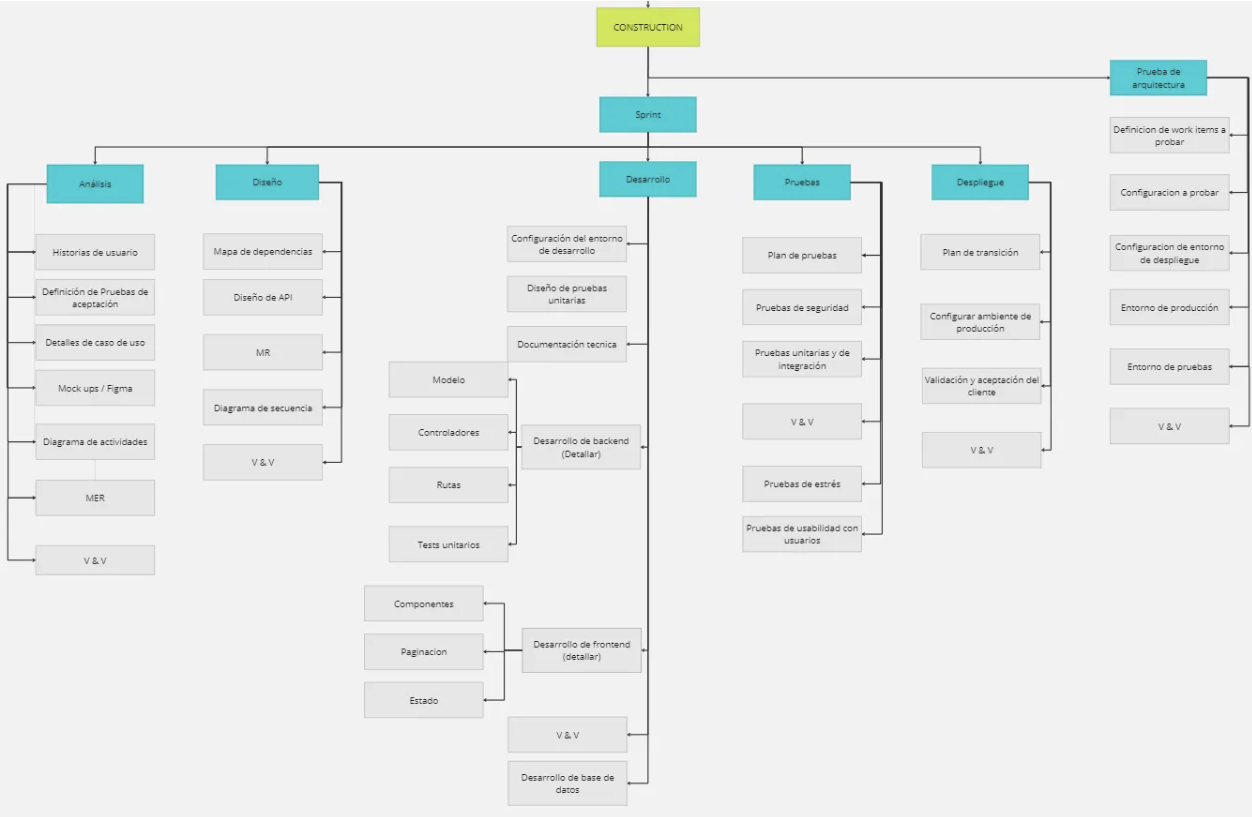 CONSTRUCTION
Prueba de
arquitectura
Sprint
Definicion de work items a
probar
Configuracion a probar
Configuracion de entorno
de despliegue
Entorno de producción
Entorno de pruebas
V & V
Análisis
Historias de usuario
Definición de Pruebas de
aceptación
Detalles de caso de uso
Mock ups / Figma
Diagrama de actividades
MER
V & V
Diseño
Mapa de dependencias
Diseño de API
MR
Diagrama de secuencia
V & V
Desarrollo
Configuración del entorno
de desarrollo
Diseño de pruebas
unitarias
Documentación tecnica
Desarrollo de backend
(Detallar)
Modelo
Controladores
Rutas
Tests unitarios
Desarrollo de frontend
(detallar)
Componentes
Paginacion
Estado
V & V
Desarrollo de base de
datos
Pruebas
Plan de pruebas
Pruebas de seguridad
Pruebas unitarias y de
integración
V & V
Pruebas de estrés
Pruebas de usabilidad con
usuarios
Despliegue
Plan de transición
Configurar ambiente de
producción
Validación y aceptación del
cliente
V & V